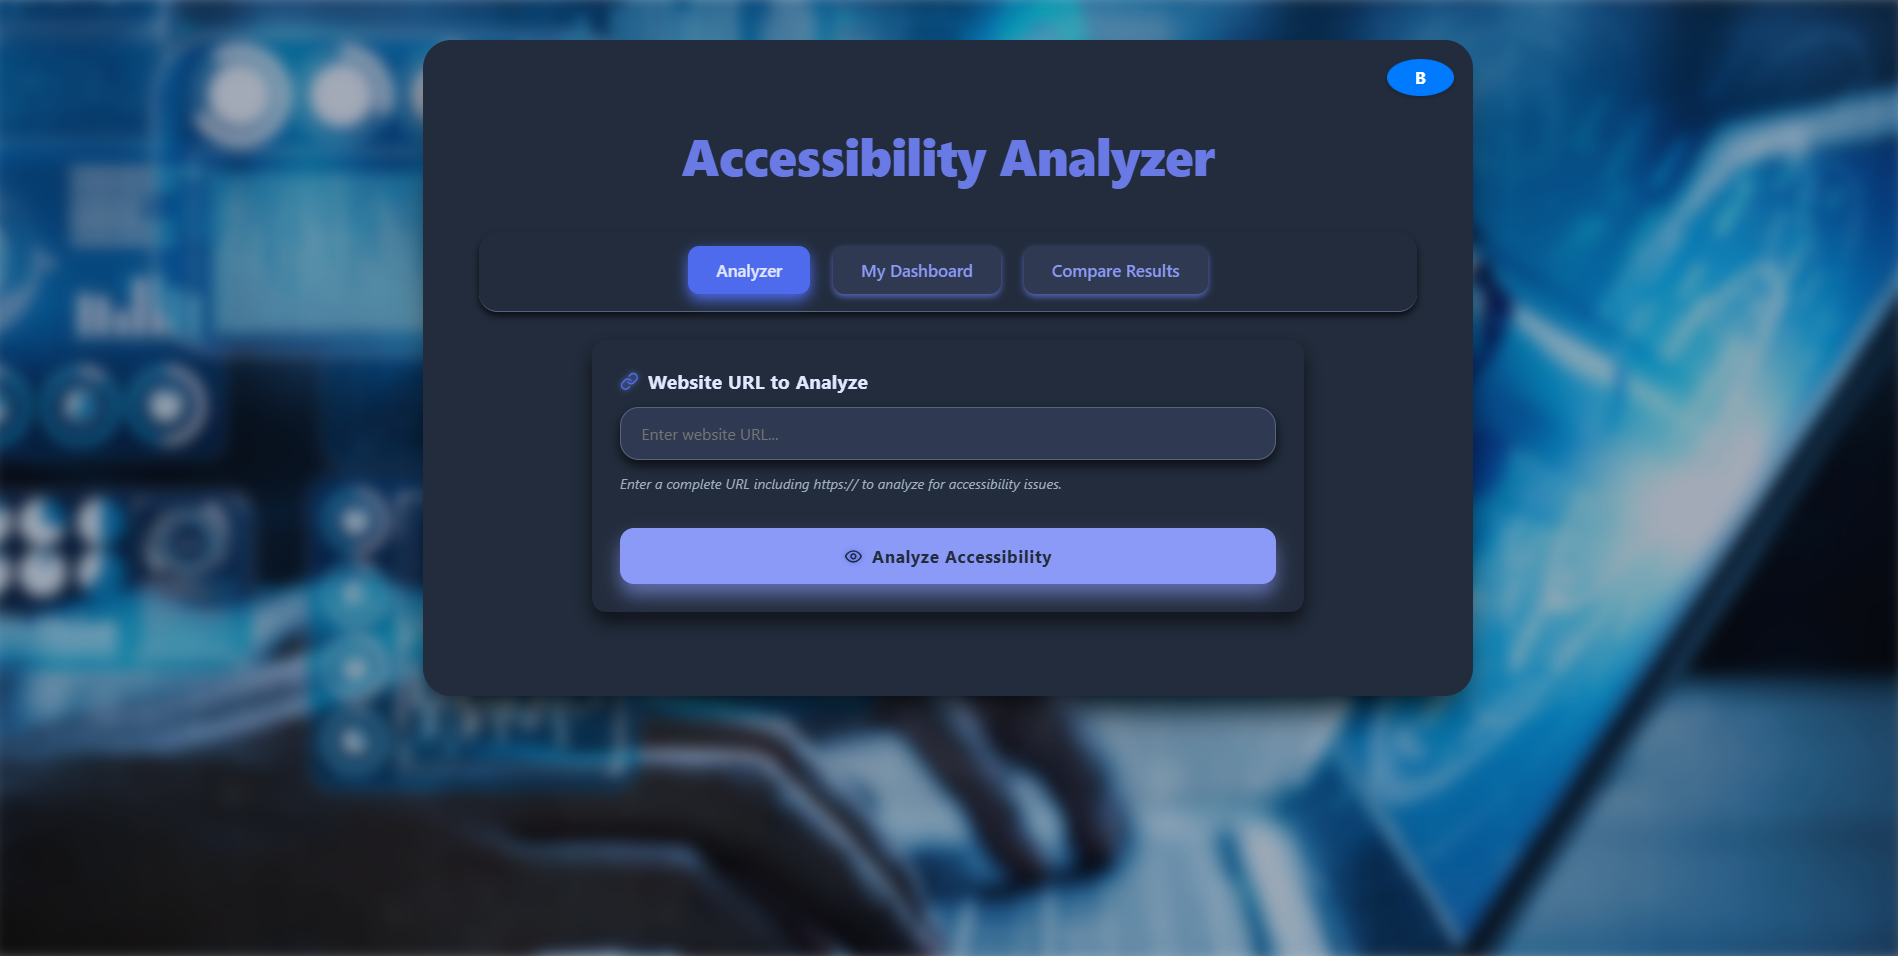 B
Accessibility Analyzer
Analyzer
My Dashboard
Compare Results
Website URL to Analyze
Enter website URL...
Enter a complete URL including https:// to analyze for accessibility issues.
Analyze Accessibility